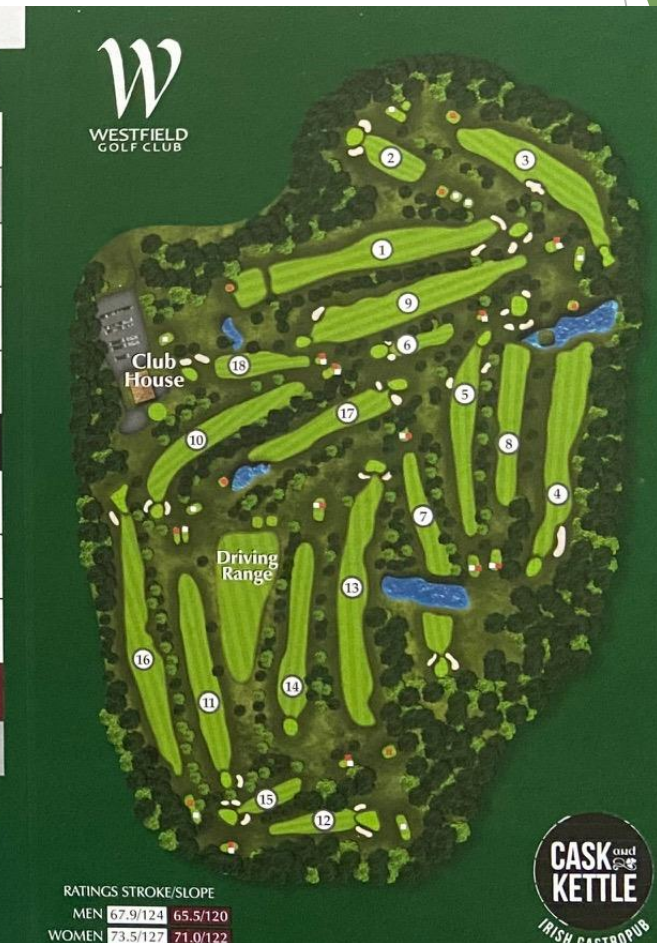 W
WESTFIELD
GOLF CLUB
2
3
1
9
6
18
Club
House
5
17
10
8
4
7
Driving
Range
13
16
14
11
15
12
RATINGS STROKE/SLOPE
MEN 67.9/124 65.5/120
WOMEN 73.5/127 71.0/122
CASK and
KETTLE
IRISH GASTROPUB